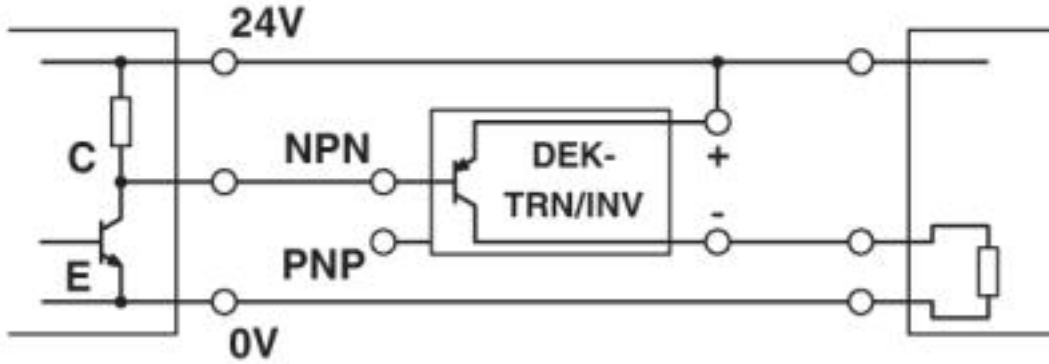 24V
C
NPN
DEK-
TRN/INV
+
-
PNP
E
0V